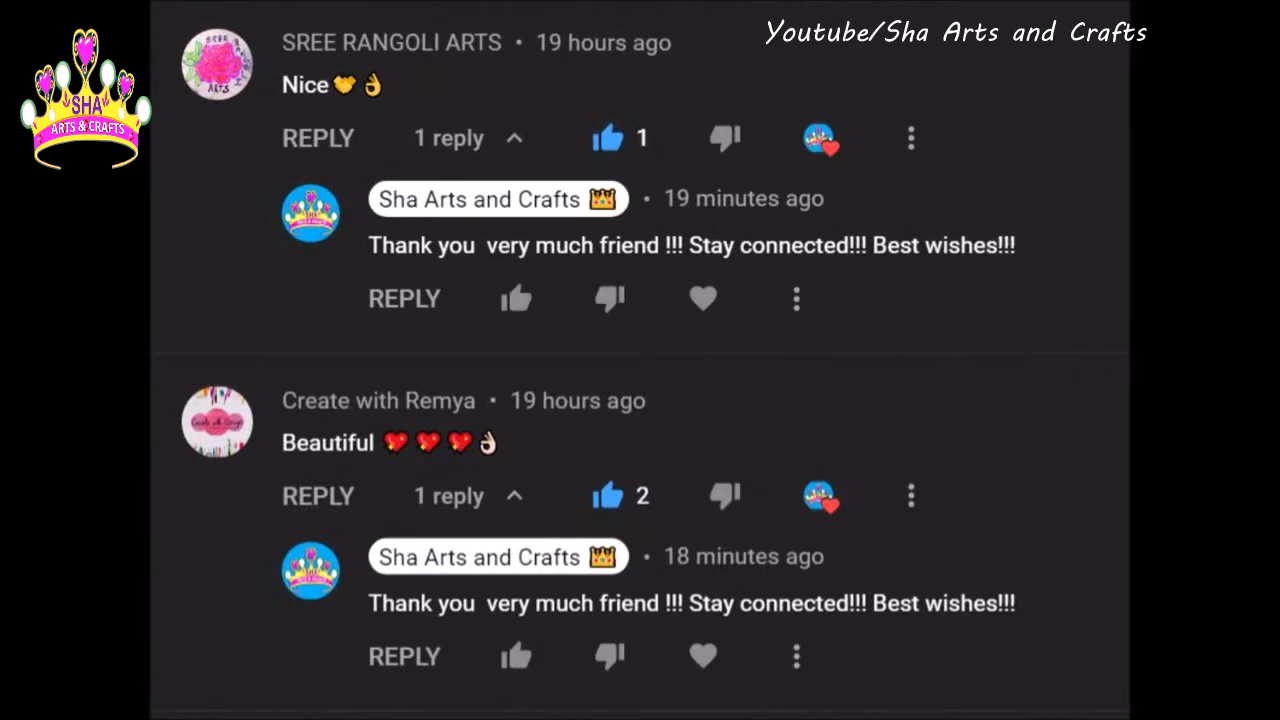 Youtube/Sha Arts and Crafts
SHA
ARTS & CRAFTS
SREE RANGOLI ARTS • 19 hours ago
Nice🤝👌
REPLY 1 reply 1
Sha Arts and Crafts 👑 • 19 minutes ago
Thank you very much friend !!! Stay connected!!! Best wishes!!!
REPLY
Create with Remya • 19 hours ago
Beautiful 💖💖💖👌🏻
REPLY 1 reply 2
Sha Arts and Crafts 👑 • 18 minutes ago
Thank you very much friend !!! Stay connected!!! Best wishes!!!
REPLY